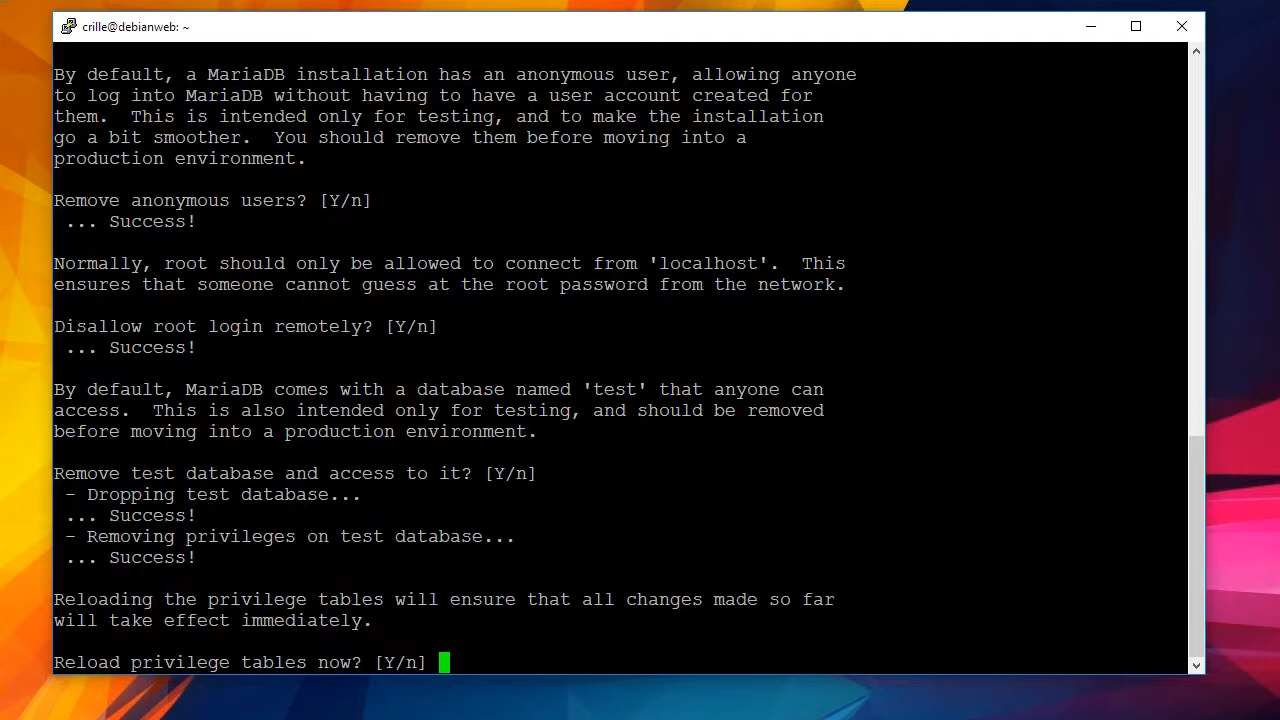 crille@debianweb: ~
By default, a MariaDB installation has an anonymous user, allowing anyone
to log into MariaDB without having to have a user account created for
them.  This is intended only for testing, and to make the installation
go a bit smoother.  You should remove them before moving into a
production environment.
Remove anonymous users? [Y/n]
 ... Success!
Normally, root should only be allowed to connect from 'localhost'.  This
ensures that someone cannot guess at the root password from the network.
Disallow root login remotely? [Y/n]
 ... Success!
By default, MariaDB comes with a database named 'test' that anyone can
access.  This is also intended only for testing, and should be removed
before moving into a production environment.
Remove test database and access to it? [Y/n]
 - Dropping test database...
 ... Success!
 - Removing privileges on test database...
 ... Success!
Reloading the privilege tables will ensure that all changes made so far
will take effect immediately.
Reload privilege tables now? [Y/n]